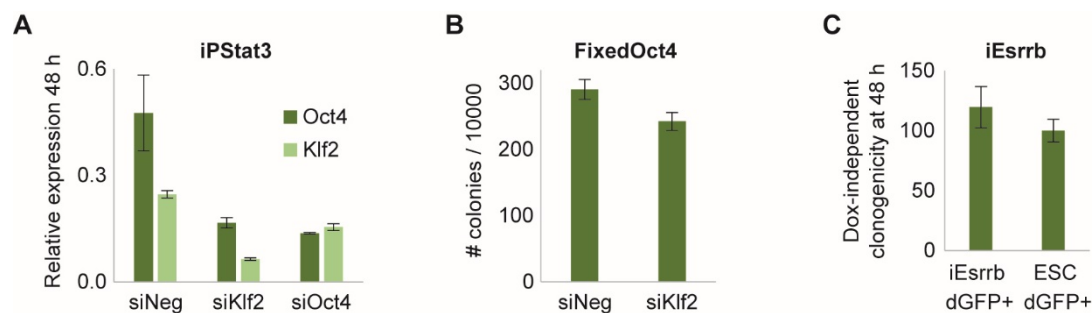 A
iPStat3
Relative expression 48 h
0.6
0.3
0.0
Oct4
Klf2
siNeg siKlf2 siOct4
B
FixedOct4
# colonies / 10000
300
200
100
0
siNeg siKlf2
C
iEsrrb
Dox-independent
clonogenicity at 48 h
150
100
50
0
iEsrrb ESC
dGFP+ dGFP+